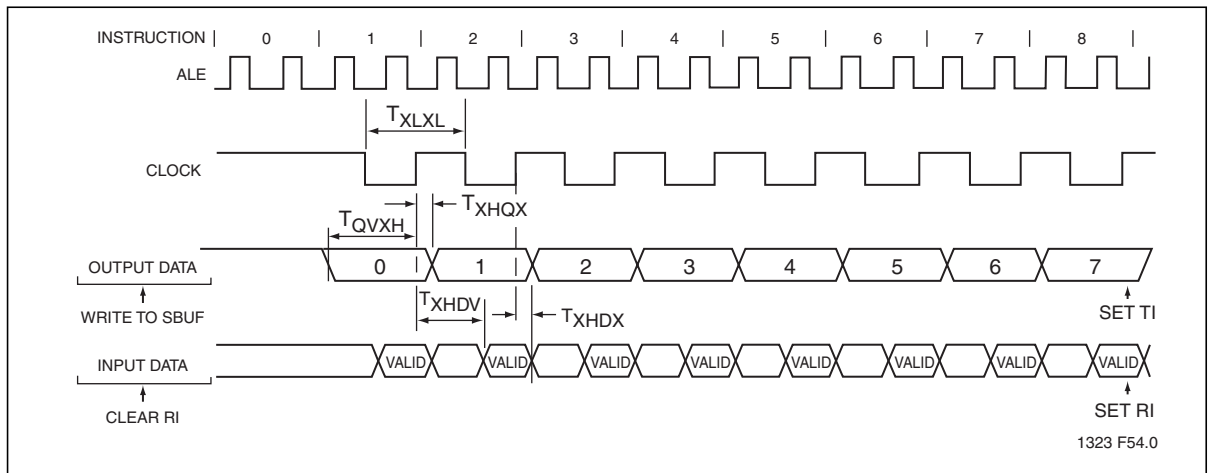 INSTRUCTION | 0 | 1 | 2 | 3 | 4 | 5 | 6 | 7 | 8 |
ALE
TXLXL
CLOCK
TXHQX
TQVXH
OUTPUT DATA 0 1 2 3 4 5 6 7
WRITE TO SBUF
SET TI
TXHDV
TXHDX
INPUT DATA VALID VALID VALID VALID VALID VALID VALID VALID
CLEAR RI
SET RI
1323 F54.0